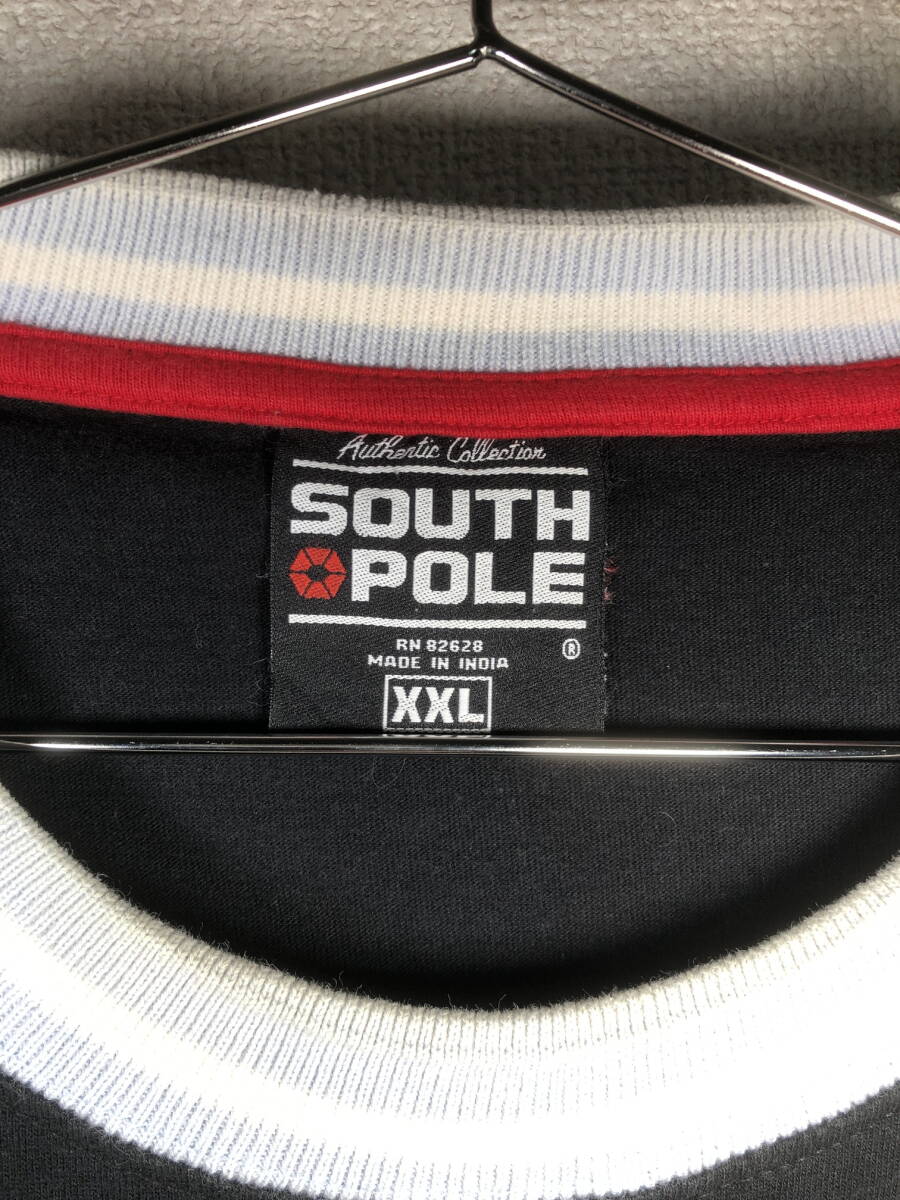 Authentic Collection
SOUTH
POLE
RN 82628
®
MADE IN INDIA
XXL